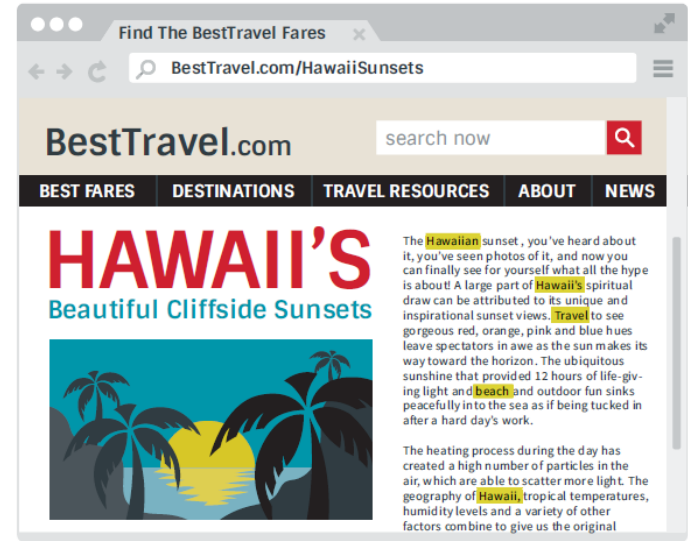 Find The BestTravel Fares
BestTravel.com/HawaiiSunsets
BestTravel.com
search now
BEST FARES DESTINATIONS TRAVEL RESOURCES ABOUT NEWS
HAWAII'S
Beautiful Cliffside Sunsets
The Hawaiian sunset, you've heard about
it, you've seen photos of it, and now you
can finally see for yourself what all the hype
is about! A large part of Hawaii's spiritual
draw can be attributed to its unique and
inspirational sunset views. Travel to see
gorgeous red, orange, pink and blue hues
leave spectators in awe as the sun makes its
way toward the horizon. The ubiquitous
sunshine that provided 12 hours of life-giv-
ing light and beach and outdoor fun sinks
peacefully into the sea as if being tucked in
after a hard day's work.
The heating process during the day has
created a high number of particles in the
air, which are able to scatter more light. The
geography of Hawaii, tropical temperatures,
humidity levels and a variety of other
factors combine to give us the original